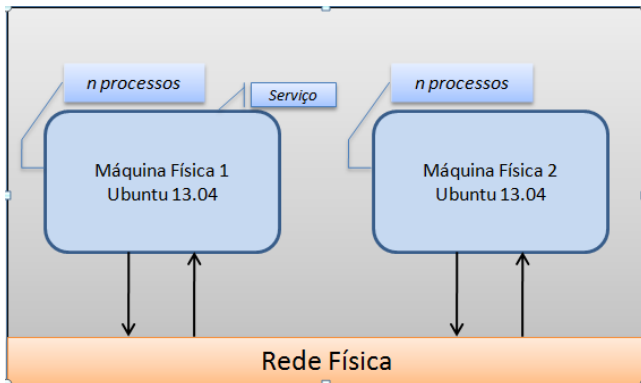 n processos
Serviço
n processos
Máquina Física 1
Ubuntu 13.04
Máquina Física 2
Ubuntu 13.04
Rede Física